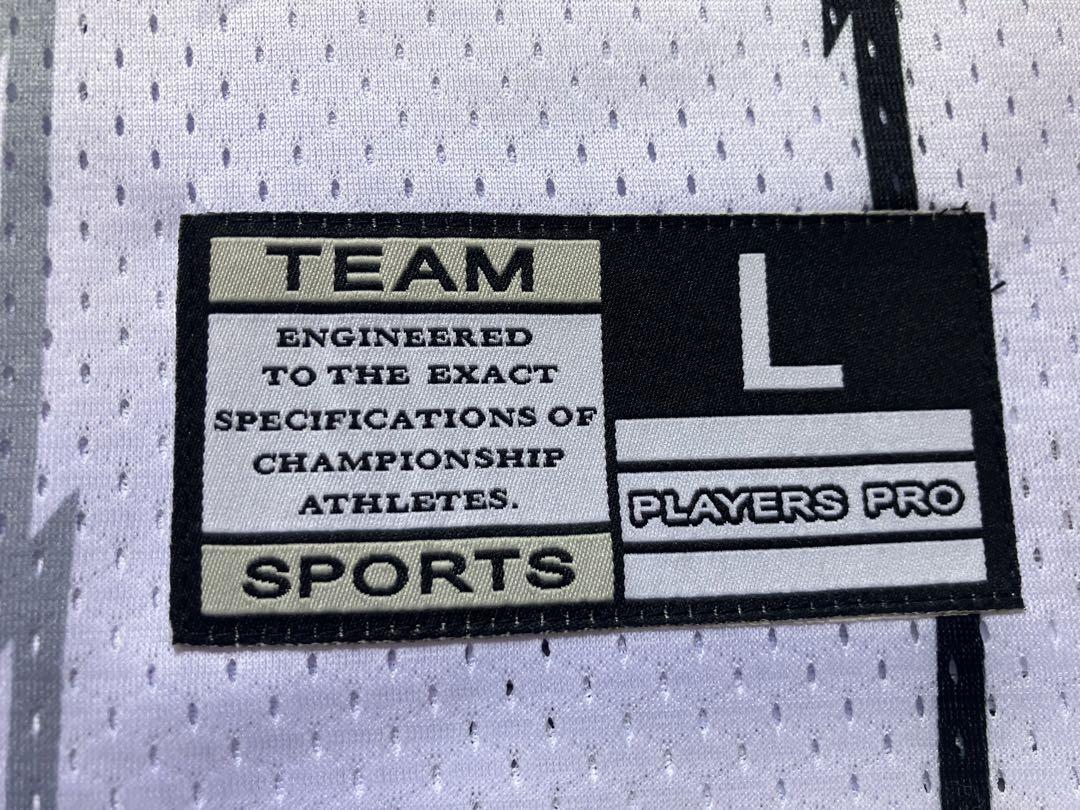 TEAM
ENGINEERED
TO THE EXACT
SPECIFICATIONS OF
CHAMPIONSHIP
ATHLETES.
SPORTS
L
PLAYERS PRO